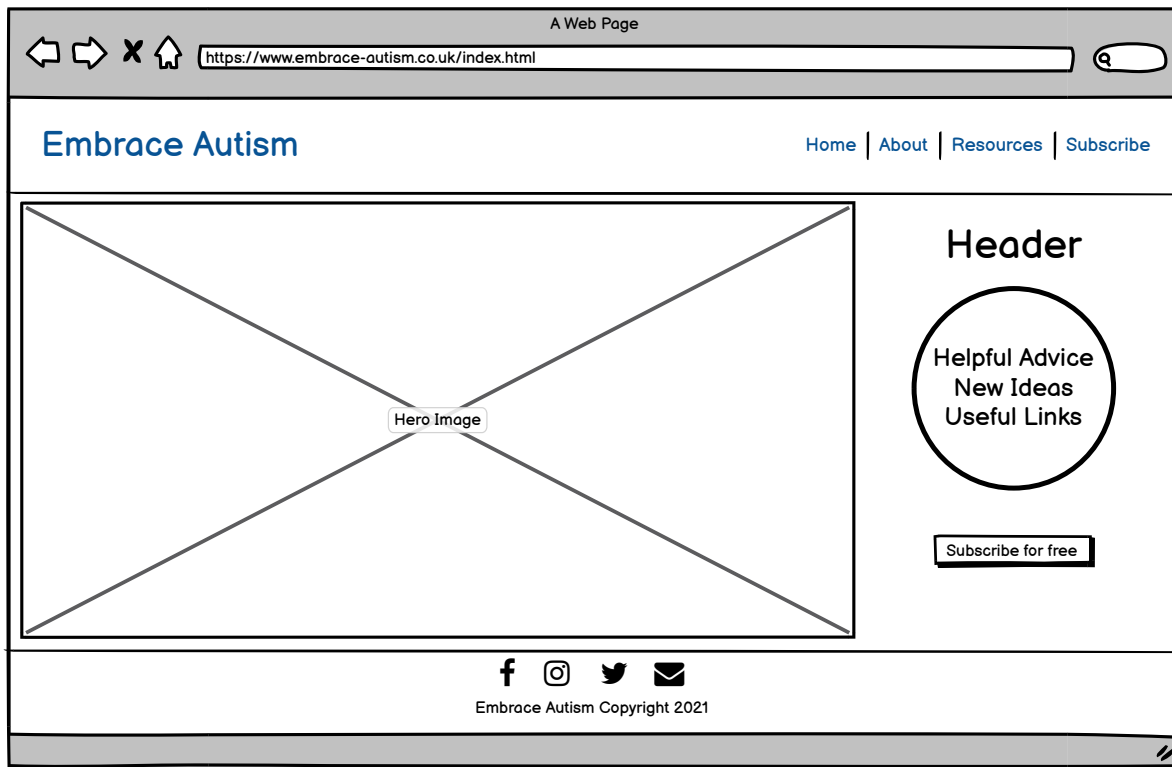 A Web Page
https://www.embrace-autism.co.uk/index.html
Embrace Autism
Home | About | Resources | Subscribe
Header
Helpful Advice
New Ideas
Useful Links
Hero Image
Subscribe for free
Embrace Autism Copyright 2021